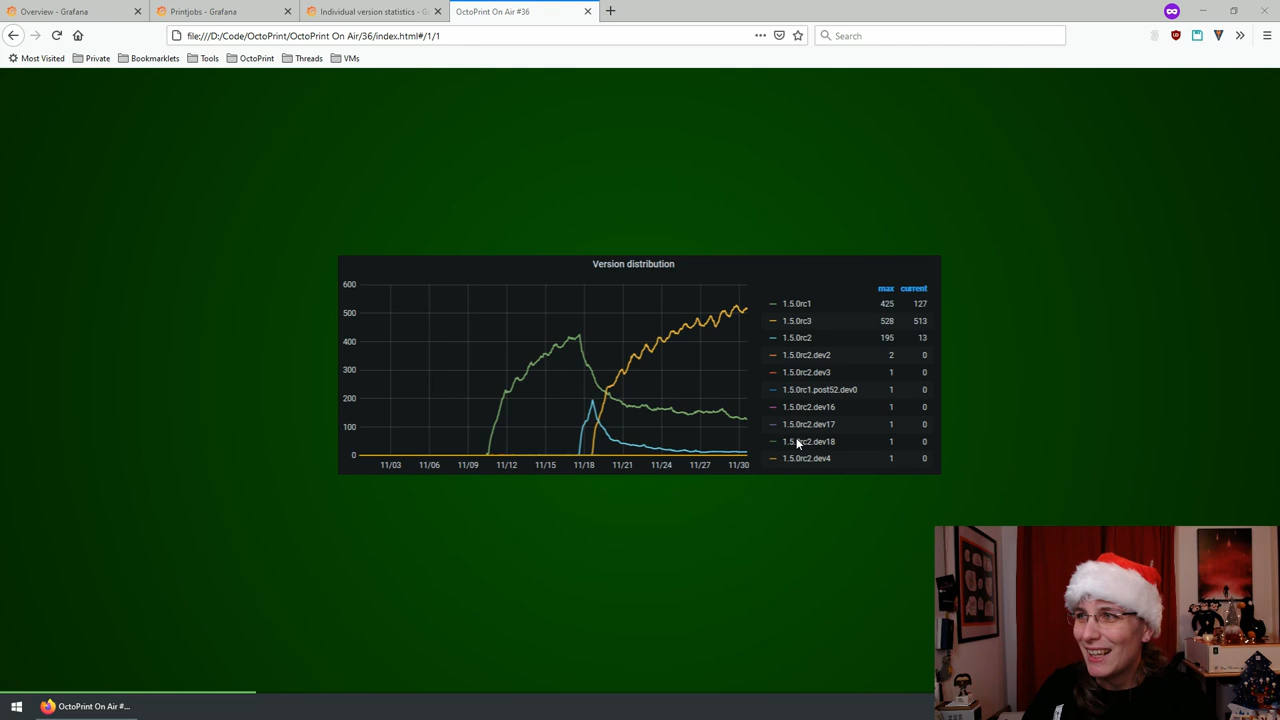 Overview - Grafana
Printjobs - Grafana
Individual version statistics - G
OctoPrint On Air #36
file:///D:/Code/OctoPrint/OctoPrint On Air/36/index.html#/1/1
Search
Most Visited
Private
Bookmarklets
Tools
OctoPrint
Threads
VMs
Version distribution
600
500
400
300
200
100
0
11/03 11/06 11/09 11/12 11/15 11/18 11/21 11/24 11/27 11/30
max current
1.5.0rc1 425 127
1.5.0rc3 528 513
1.5.0rc2 195 13
1.5.0rc2.dev2 2 0
1.5.0rc2.dev3 1 0
1.5.0rc1.post52.dev0 1 0
1.5.0rc2.dev16 1 0
1.5.0rc2.dev17 1 0
1.5.0rc2.dev18 1 0
1.5.0rc2.dev4 1 0
OctoPrint On Air #...